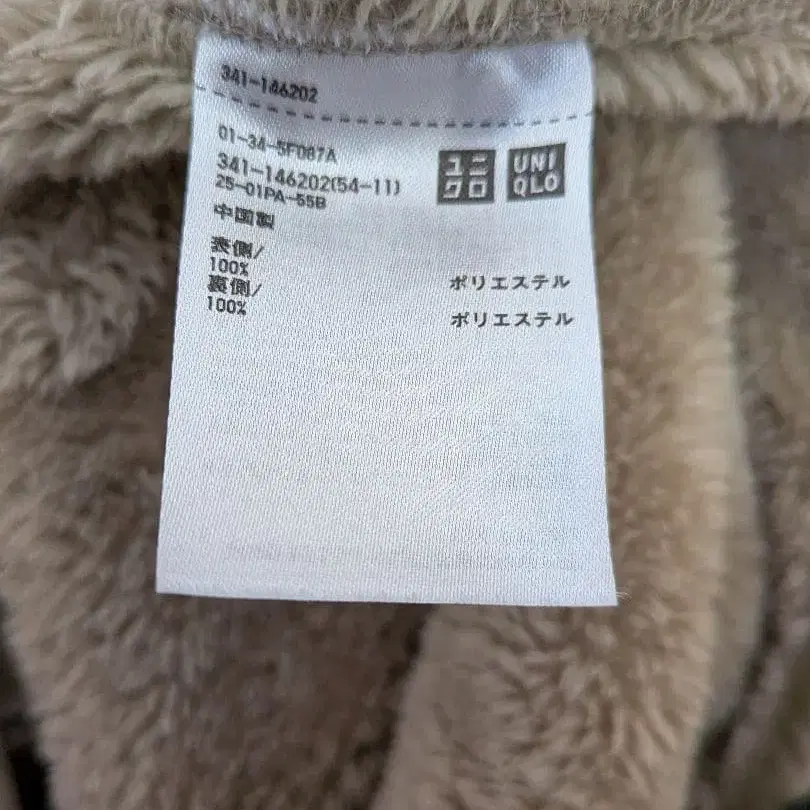 341-146202
01-34-5F087A
341-146202(54-11)
25-01PA-55B
ユニクロ
UNIQLO
中国製
表側/
100% ポリエステル
裏側/
100% ポリエステル